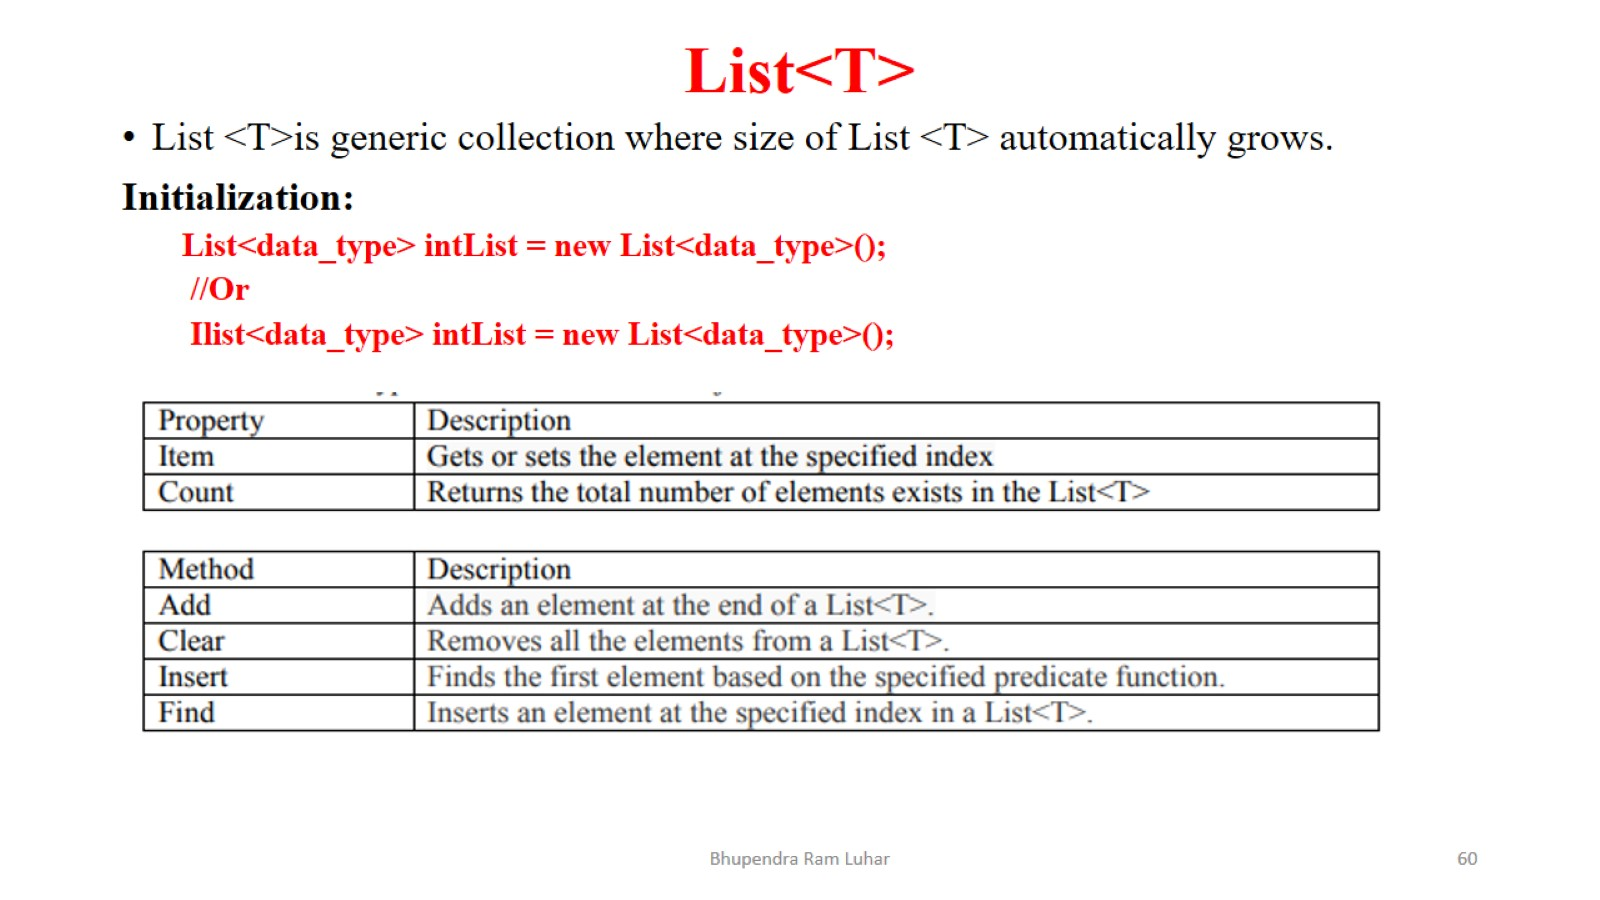 List<T>
• List <T>is generic collection where size of List <T> automatically grows.
Initialization:
List<data_type> intList = new List<data_type>();
//Or
Ilist<data_type> intList = new List<data_type>();
Property Description
Item Gets or sets the element at the specified index
Count Returns the total number of elements exists in the List<T>
Method Description
Add Adds an element at the end of a List<T>.
Clear Removes all the elements from a List<T>.
Insert Finds the first element based on the specified predicate function.
Find Inserts an element at the specified index in a List<T>.
Bhupendra Ram Luhar 60